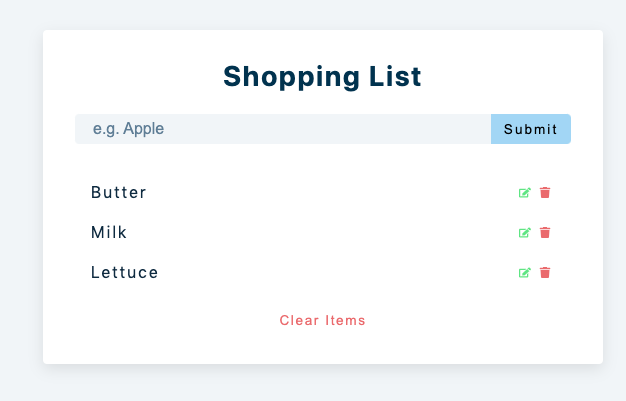 Shopping List
e.g. Apple Submit
Butter
Milk
Lettuce
Clear Items